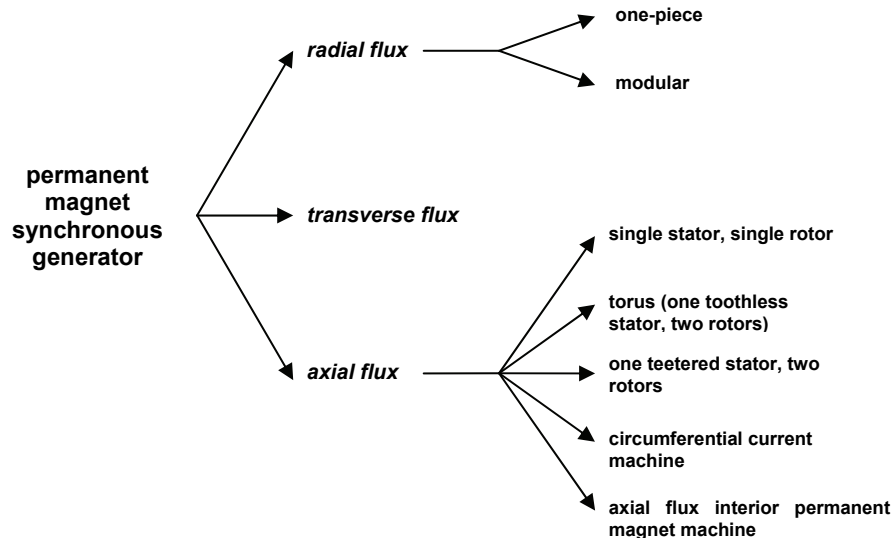 permanent
magnet
synchronous
generator
radial flux
one-piece
modular
transverse flux
axial flux
single stator, single rotor
torus (one toothless
stator, two rotors)
one teetered stator, two
rotors
circumferential current
machine
axial flux interior permanent
magnet machine